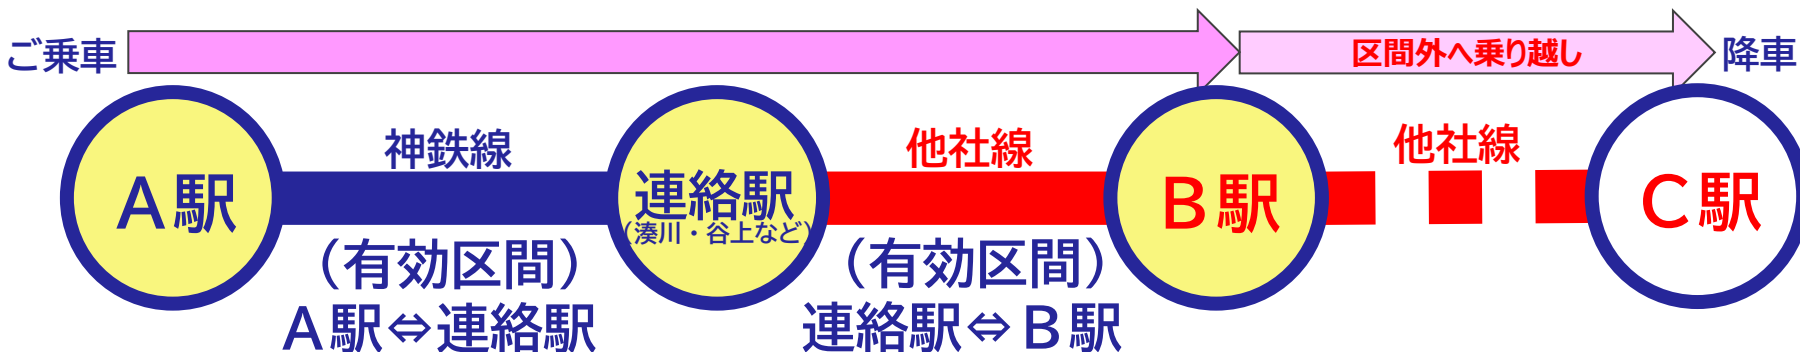 ご乗車
区間外へ乗り越し
降車
神鉄線
他社線
他社線
A駅
連絡駅
（湊川・谷上など）
B駅
C駅
（有効区間）
A駅⇔連絡駅
（有効区間）
連絡駅⇔B駅